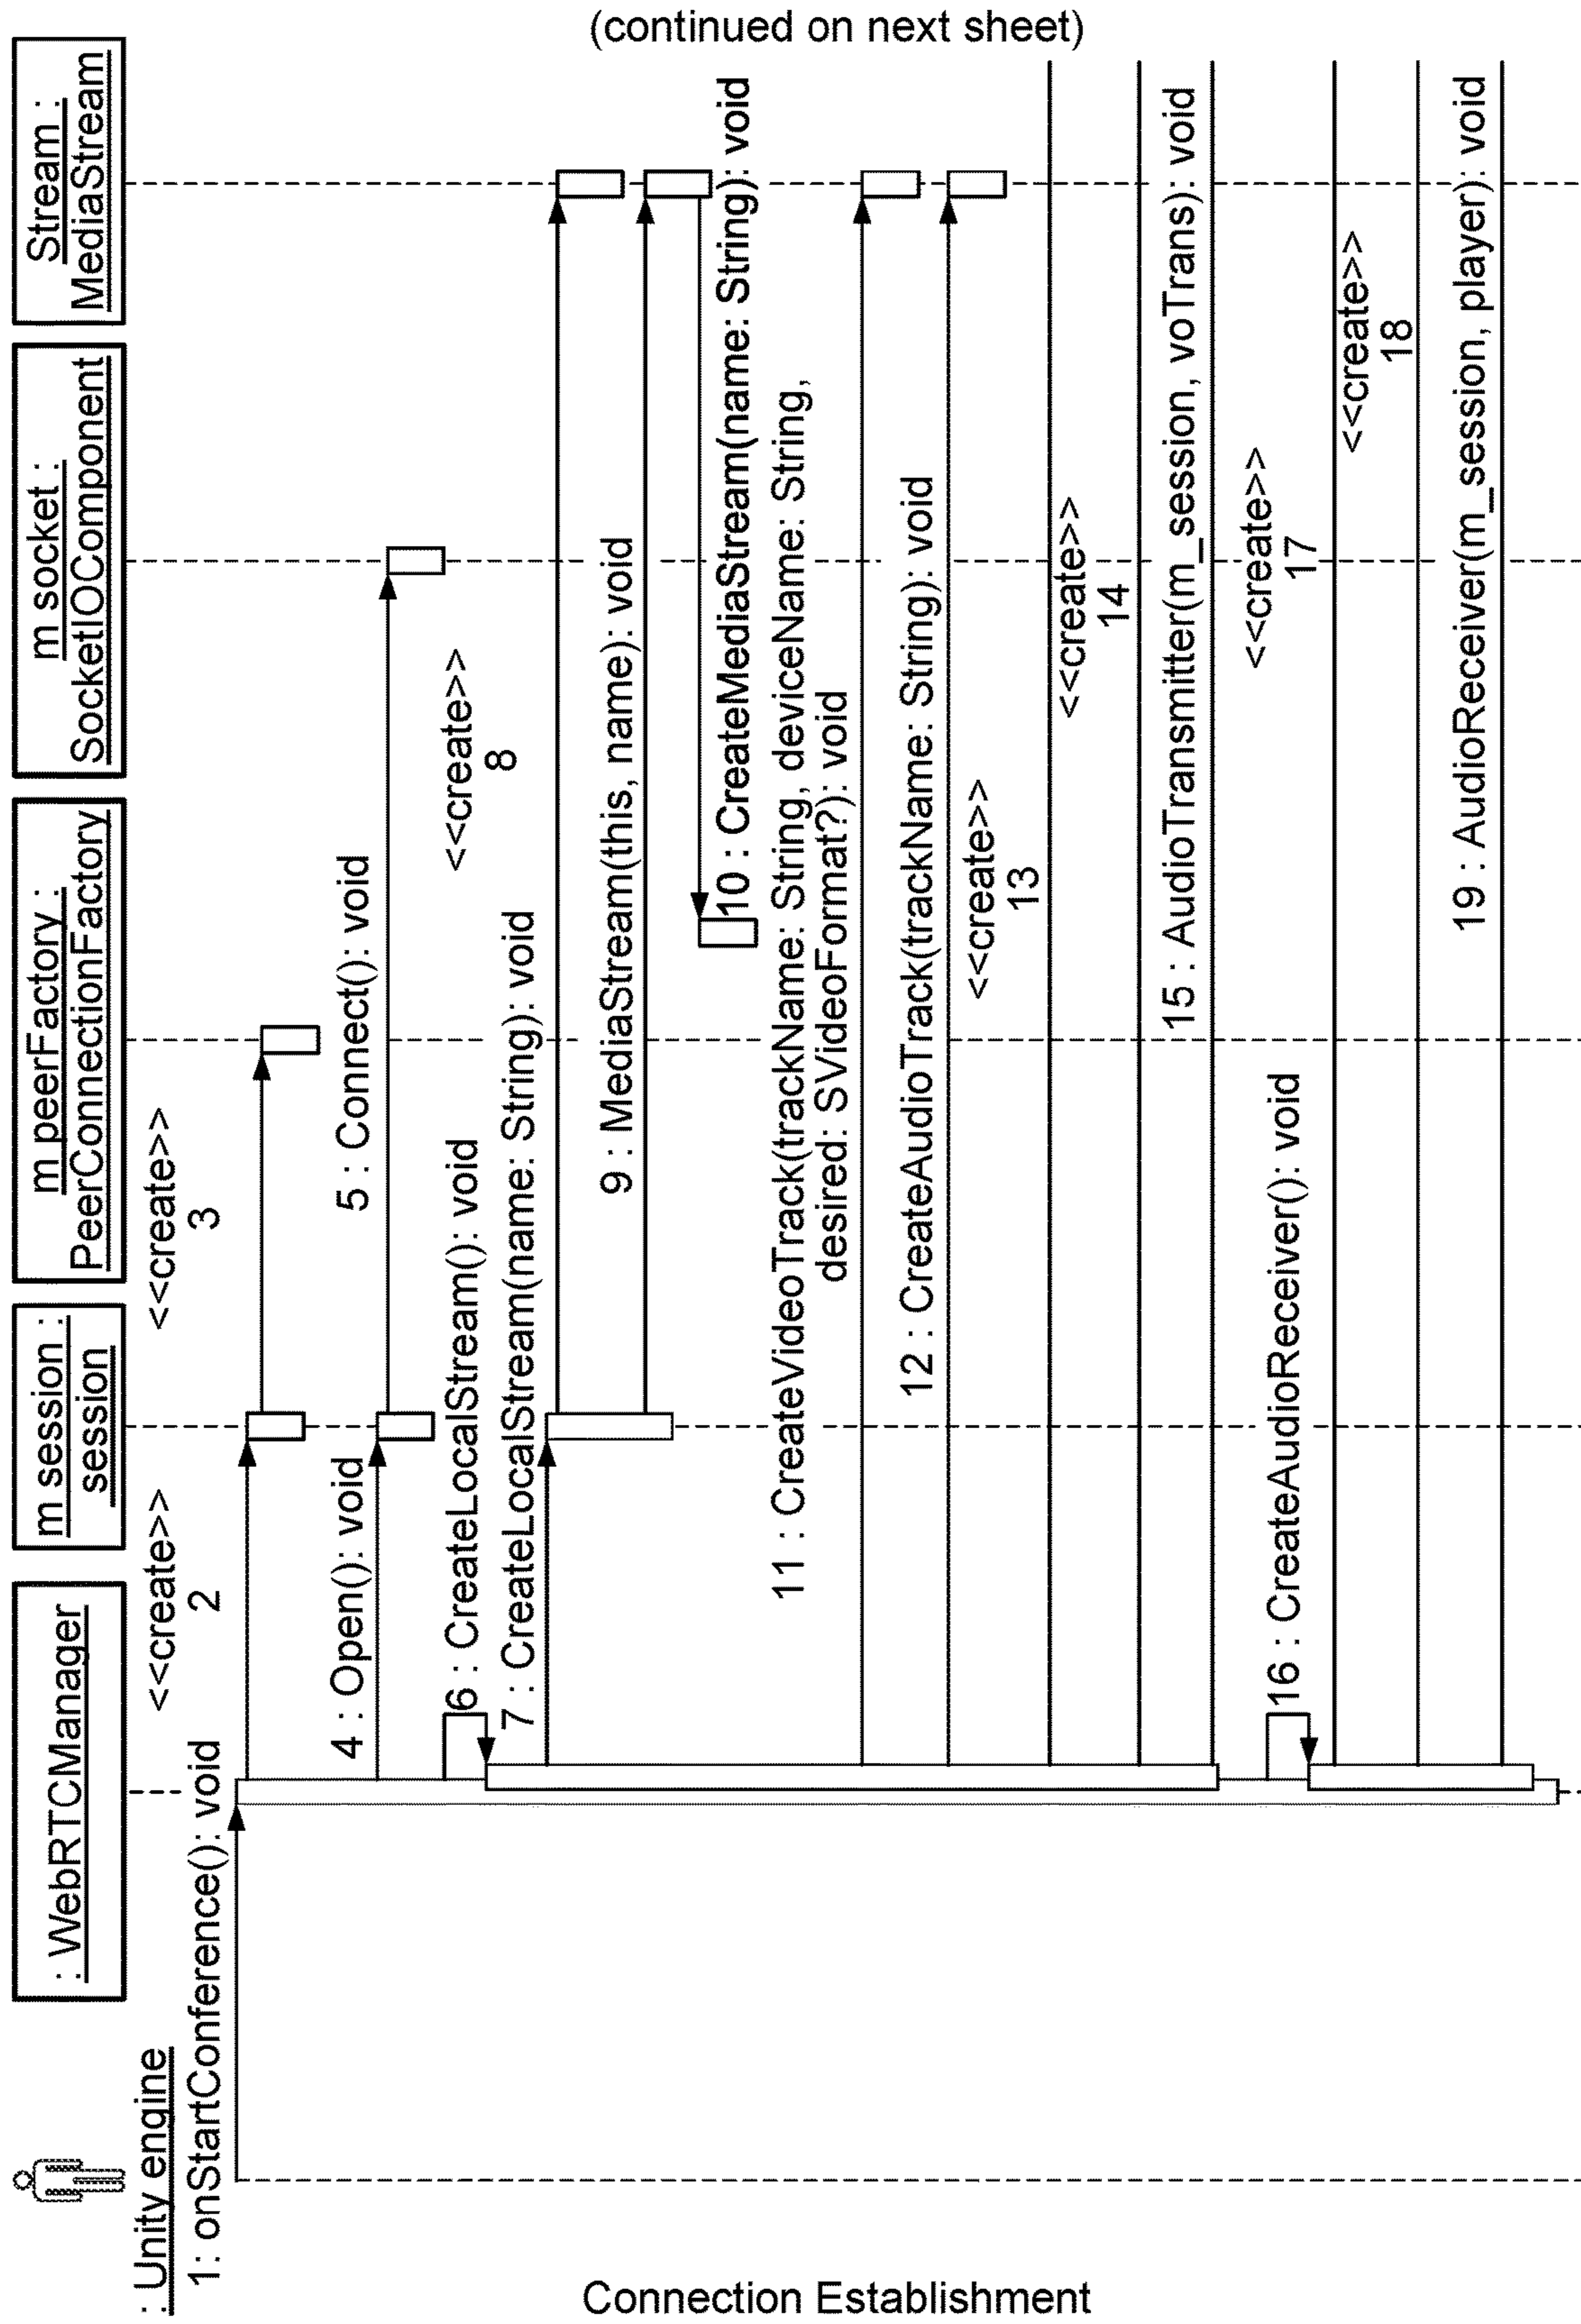 Connection Establishment
(continued on next sheet)
: Unity engine
: WebRTCManager
m session :
session
m peerFactory :
PeerConnectionFactory
m socket :
SocketIOComponent
Stream :
MediaStream
1: onStartConference(): void
<<create>>
2
<<create>>
3
4 : Open(): void
5 : Connect(): void
6 : CreateLocalStream(): void
7 : CreateLocalStream(name: String): void
<<create>>
8
9 : MediaStream(this, name): void
10 : CreateMediaStream(name: String): void
11 : CreateVideoTrack(trackName: String, deviceName: String,
desired: SVideoFormat?): void
12 : CreateAudioTrack(trackName: String): void
<<create>>
13
<<create>>
14
15 : AudioTransmitter(m_session, voTrans): void
16 : CreateAudioReceiver(): void
<<create>>
17
<<create>>
18
19 : AudioReceiver(m_session, player): void